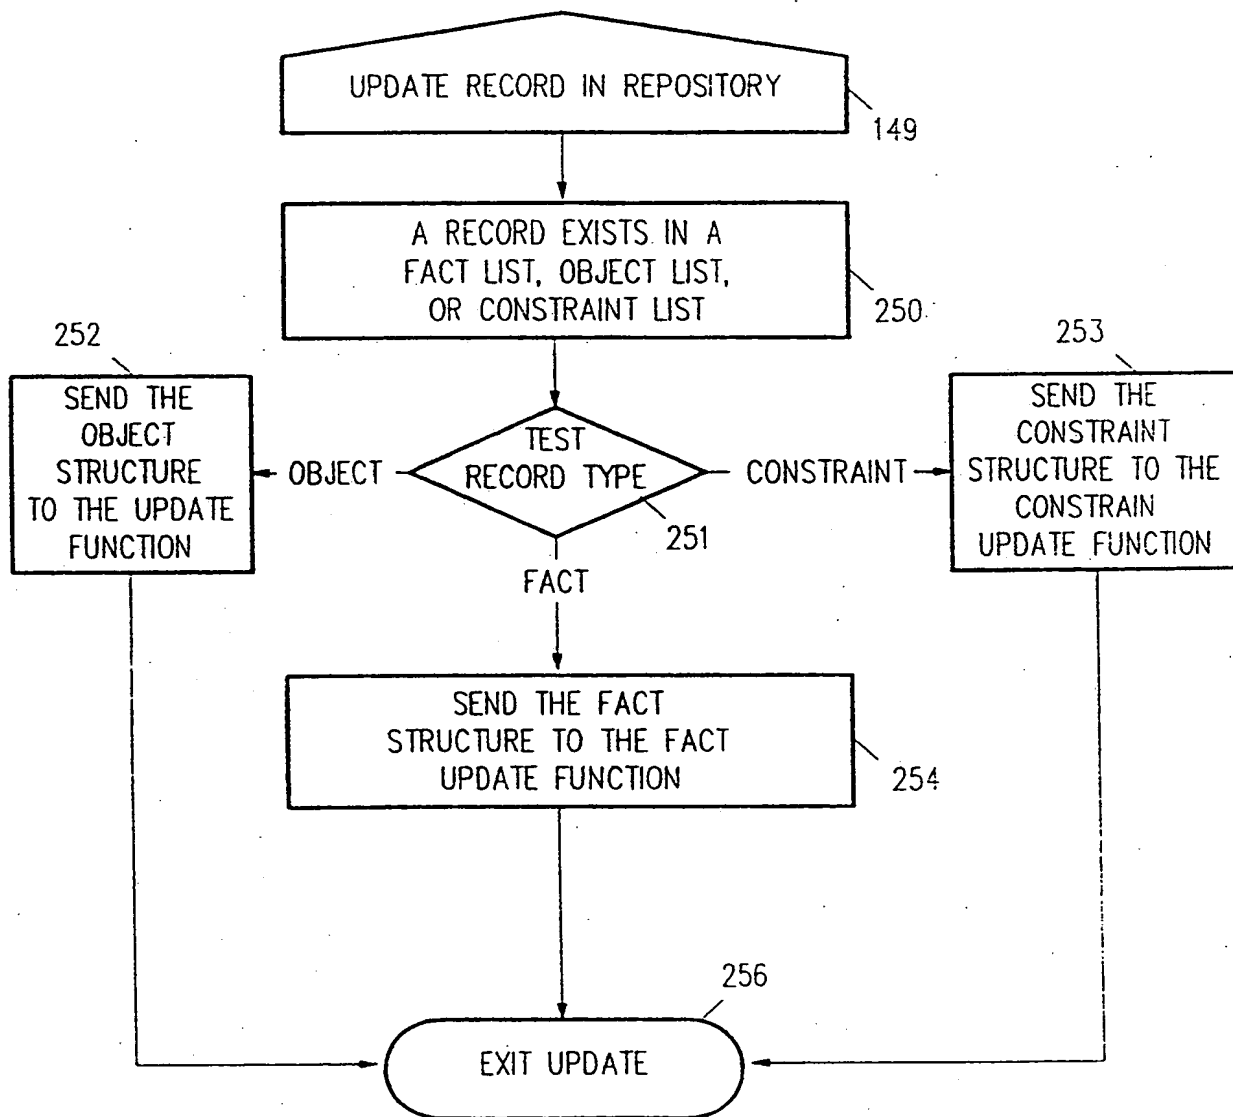 UPDATE RECORD IN REPOSITORY
149
A RECORD EXISTS IN A
FACT LIST, OBJECT LIST,
OR CONSTRAINT LIST
250
252
SEND THE
OBJECT
STRUCTURE
TO THE UPDATE
FUNCTION
OBJECT
TEST
RECORD TYPE
251
CONSTRAINT
253
SEND THE
CONSTRAINT
STRUCTURE TO THE
CONSTRAIN
UPDATE FUNCTION
FACT
SEND THE FACT
STRUCTURE TO THE FACT
UPDATE FUNCTION
254
256
EXIT UPDATE